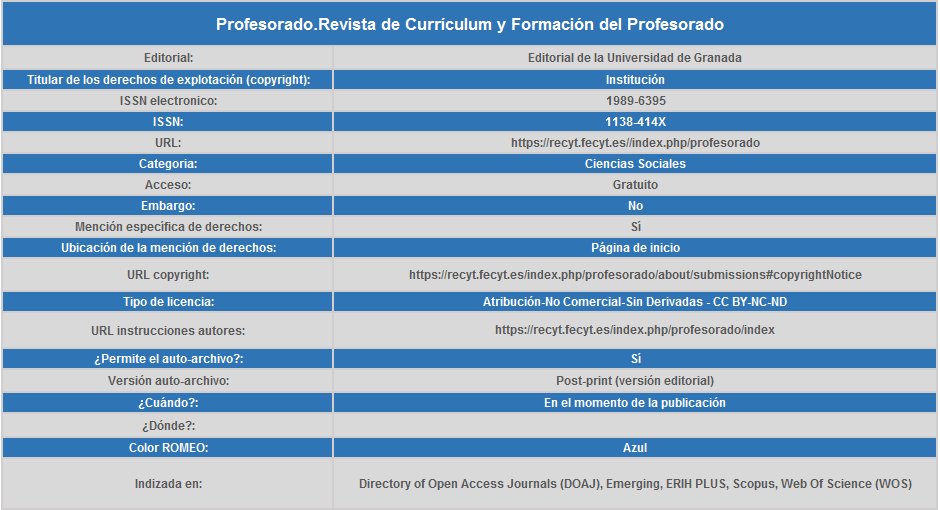 Profesorado.Revista de Currículum y Formación del Profesorado
Editorial: Editorial de la Universidad de Granada
Titular de los derechos de explotación (copyright): Institución
ISSN electronico: 1989-6395
ISSN: 1138-414X
URL: https://recyt.fecyt.es//index.php/profesorado
Categoria: Ciencias Sociales
Acceso: Gratuito
Embargo: No
Mención específica de derechos: Sí
Ubicación de la mención de derechos: Página de inicio
URL copyright: https://recyt.fecyt.es/index.php/profesorado/about/submissions#copyrightNotice
Tipo de licencia: Atribución-No Comercial-Sin Derivadas - CC BY-NC-ND
URL instrucciones autores: https://recyt.fecyt.es/index.php/profesorado/index
¿Permite el auto-archivo?: Sí
Versión auto-archivo: Post-print (versión editorial)
¿Cuándo?: En el momento de la publicación
¿Dónde?:
Color ROMEO: Azul
Indizada en: Directory of Open Access Journals (DOAJ), Emerging, ERIH PLUS, Scopus, Web Of Science (WOS)